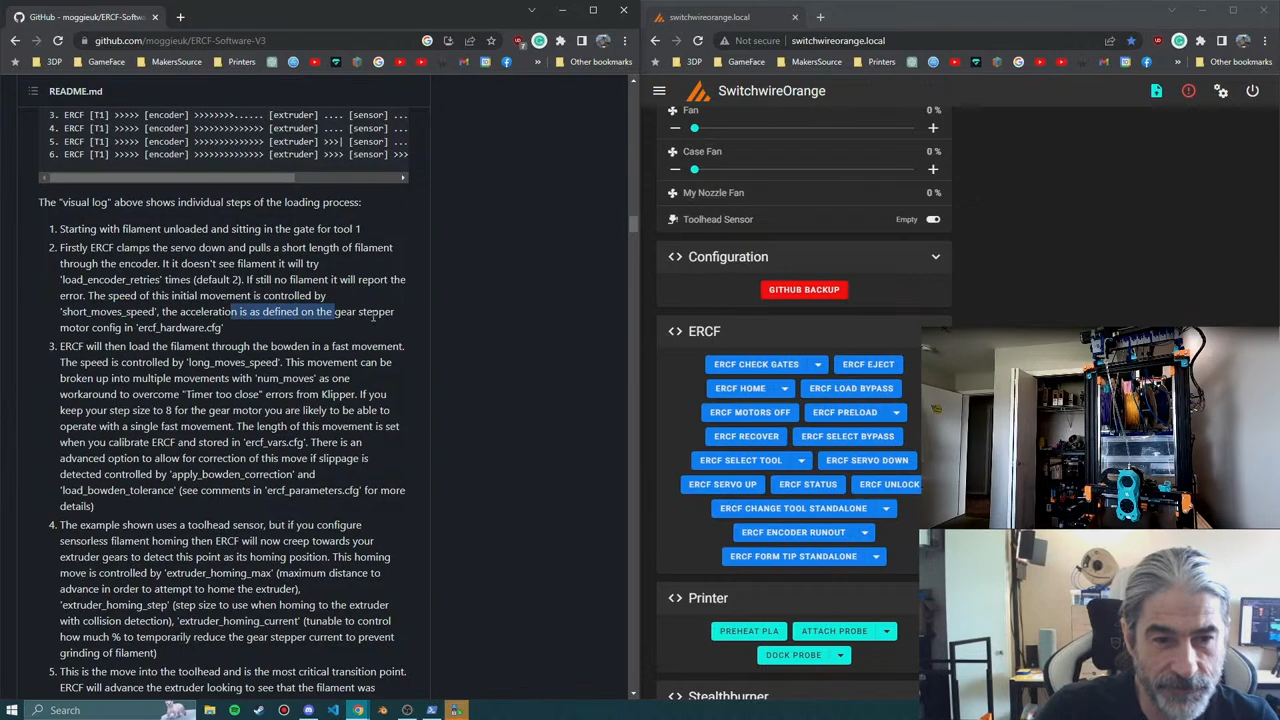 GitHub - moggieuk/ERCF-Softw
switchwireorange.local
github.com/moggieuk/ERCF-Software-V3
Not secure
switchwireorange.local
3DP
GameFace
MakersSource
Printers
Other bookmarks
3DP
GameFace
MakersSource
Printers
Other bookmarks
README.md
3. ERCF [T1] >>>>> [encoder] >>>>>>>>...... [extruder] .... [sensor] ...
4. ERCF [T1] >>>>> [encoder] >>>>>>>>>>>>>> [extruder] .... [sensor] ...
5. ERCF [T1] >>>>> [encoder] >>>>>>>>>>>>>> [extruder] >>>| [sensor] ...
6. ERCF [T1] >>>>> [encoder] >>>>>>>>>>>>>> [extruder] >>>> [sensor] >>>
The "visual log" above shows individual steps of the loading process:
1. Starting with filament unloaded and sitting in the gate for tool 1
2. Firstly ERCF clamps the servo down and pulls a short length of filament
through the encoder. It it doesn't see filament it will try
'load_encoder_retries' times (default 2). If still no filament it will report the
error. The speed of this initial movement is controlled by
'short_moves_speed', the acceleration is as defined on the gear stepper
motor config in 'ercf_hardware.cfg'
3. ERCF will then load the filament through the bowden in a fast movement.
The speed is controlled by 'long_moves_speed'. This movement can be
broken up into multiple movements with 'num_moves' as one
workaround to overcome "Timer too close" errors from Klipper. If you
keep your step size to 8 for the gear motor you are likely to be able to
operate with a single fast movement. The length of this movement is set
when you calibrate ERCF and stored in 'ercf_vars.cfg'. There is an
advanced option to allow for correction of this move if slippage is
detected controlled by 'apply_bowden_correction' and
'load_bowden_tolerance' (see comments in 'ercf_parameters.cfg' for more
details)
4. The example shown uses a toolhead sensor, but if you configure
sensorless filament homing then ERCF will now creep towards your
extruder gears to detect this point as its homing position. This homing
move is controlled by 'extruder_homing_max' (maximum distance to
advance in order to attempt to home the extruder),
'extruder_homing_step' (step size to use when homing to the extruder
with collision detection), 'extruder_homing_current' (tunable to control
how much % to temporarily reduce the gear stepper current to prevent
grinding of filament)
5. This is the move into the toolhead and is the most critical transition point.
ERCF will advance the extruder looking to see that the filament was
SwitchwireOrange
Fan
0 %
Case Fan
0 %
My Nozzle Fan
0 %
Toolhead Sensor
Empty
Configuration
GITHUB BACKUP
ERCF
ERCF CHECK GATES
ERCF EJECT
ERCF HOME
ERCF LOAD BYPASS
ERCF MOTORS OFF
ERCF PRELOAD
ERCF RECOVER
ERCF SELECT BYPASS
ERCF SELECT TOOL
ERCF SERVO DOWN
ERCF SERVO UP
ERCF STATUS
ERCF UNLOCK
ERCF CHANGE TOOL STANDALONE
ERCF ENCODER RUNOUT
ERCF FORM TIP STANDALONE
Printer
PREHEAT PLA
ATTACH PROBE
DOCK PROBE
Stealthburner
Search